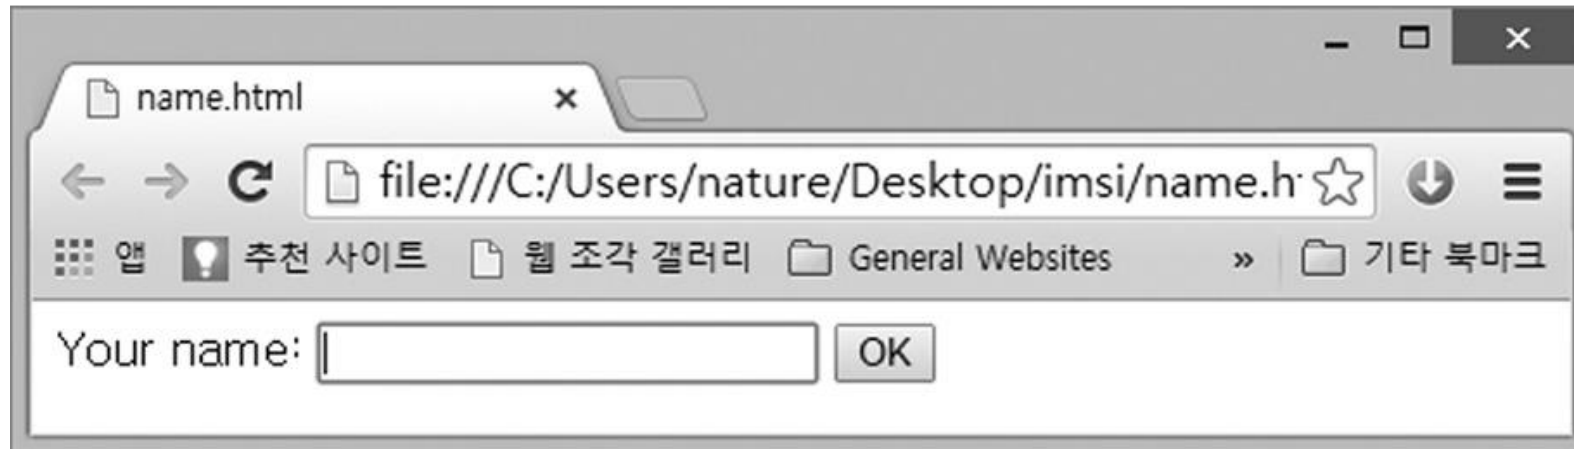 name.html
file:///C:/Users/nature/Desktop/imsi/name.h
앱 추천 사이트 웹 조각 갤러리 General Websites » 기타 북마크
Your name: OK